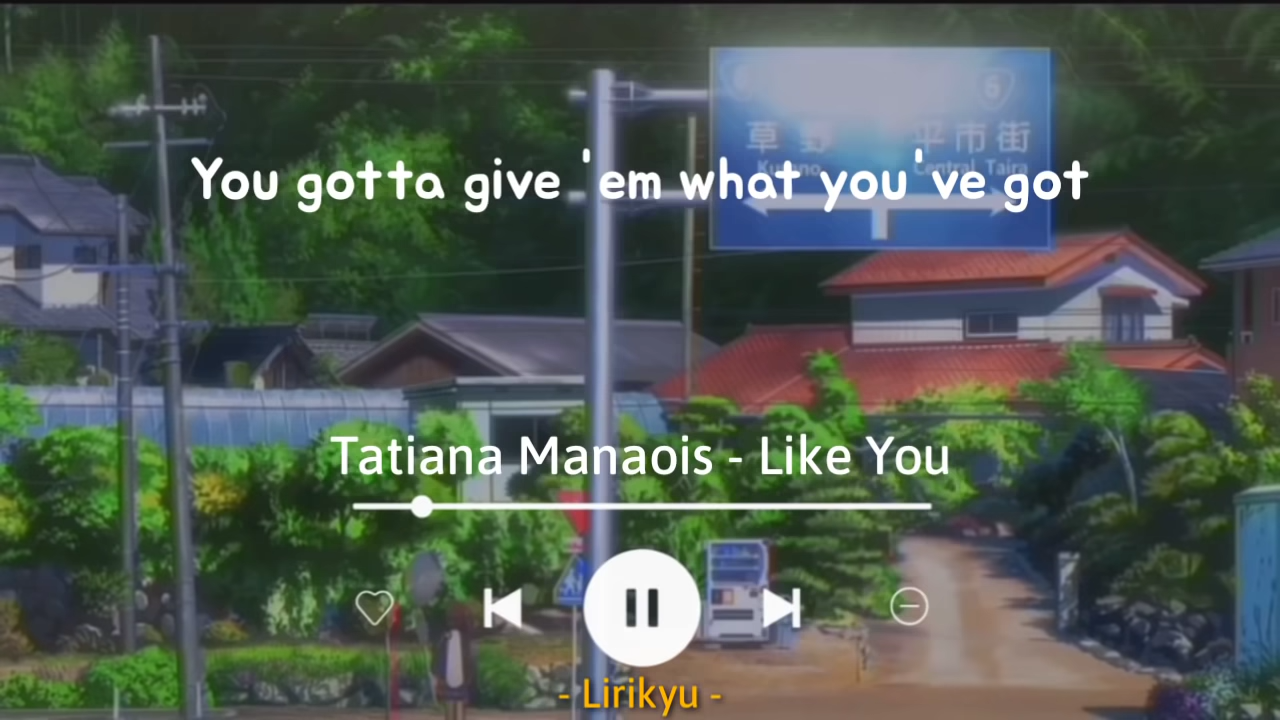 6
草野 平市街
Kusano Central Taira
You gotta give 'em what you've got
Tatiana Manaois - Like You
- Lirikyu -